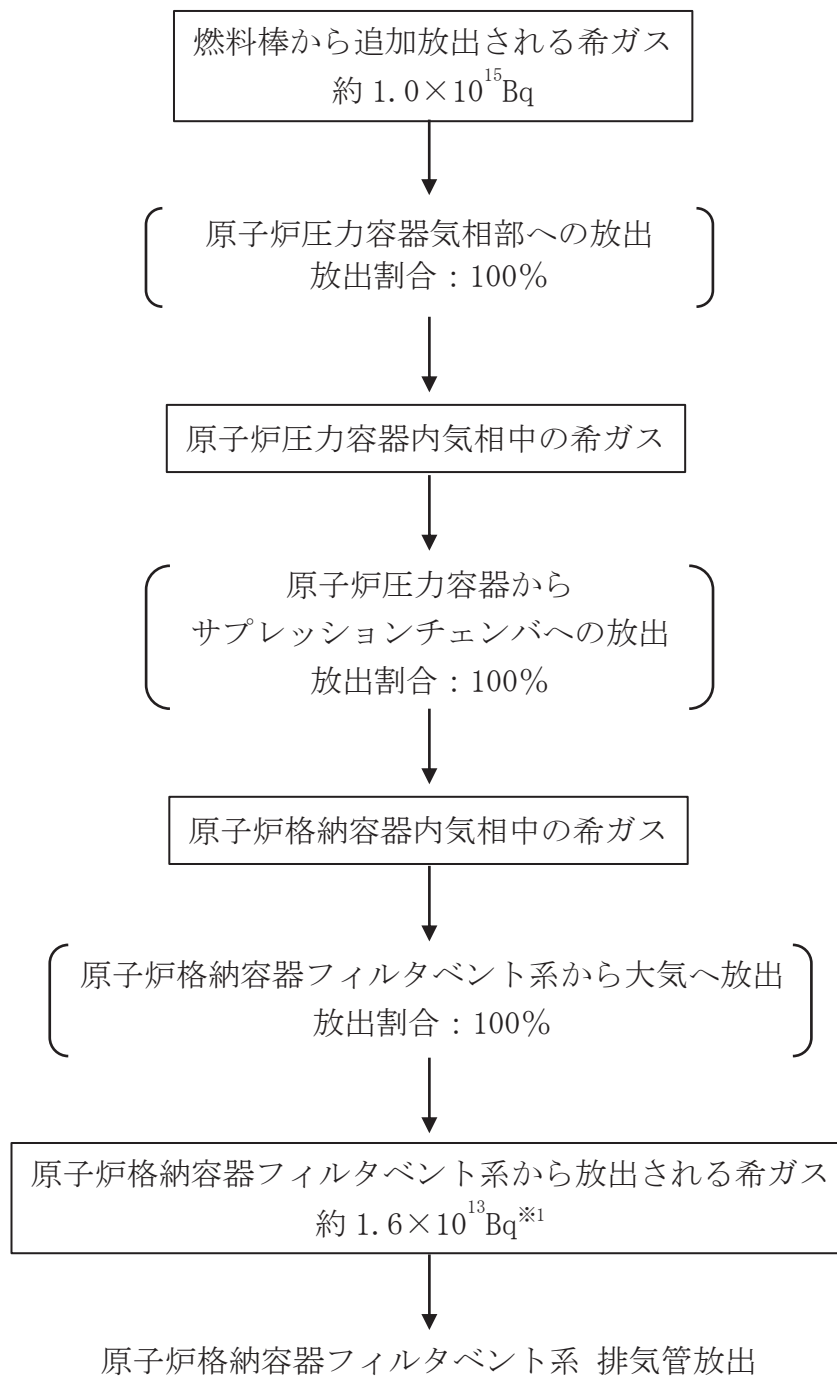 燃料棒から追加放出される希ガス
約 1.0×10¹⁵Bq
原子炉圧力容器気相部への放出
放出割合：100%
原子炉圧力容器内気相中の希ガス
原子炉圧力容器から
サプレッションチェンバへの放出
放出割合：100%
原子炉格納容器内気相中の希ガス
原子炉格納容器フィルタベント系から大気へ放出
放出割合：100%
原子炉格納容器フィルタベント系から放出される希ガス
約 1.6×10¹³Bq※1
原子炉格納容器フィルタベント系 排気管放出